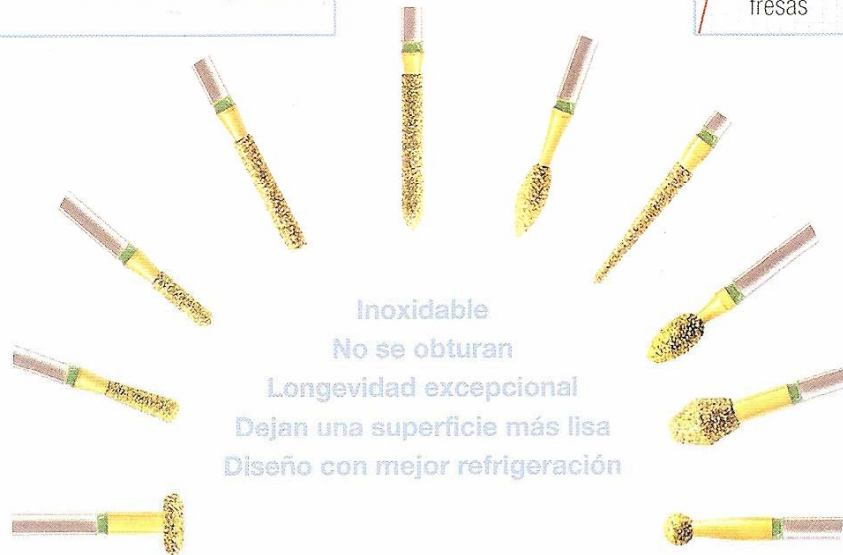 fresas
Inoxidable
No se obturan
Longevidad excepcional
Dejan una superficie más lisa
Diseño con mejor refrigeración